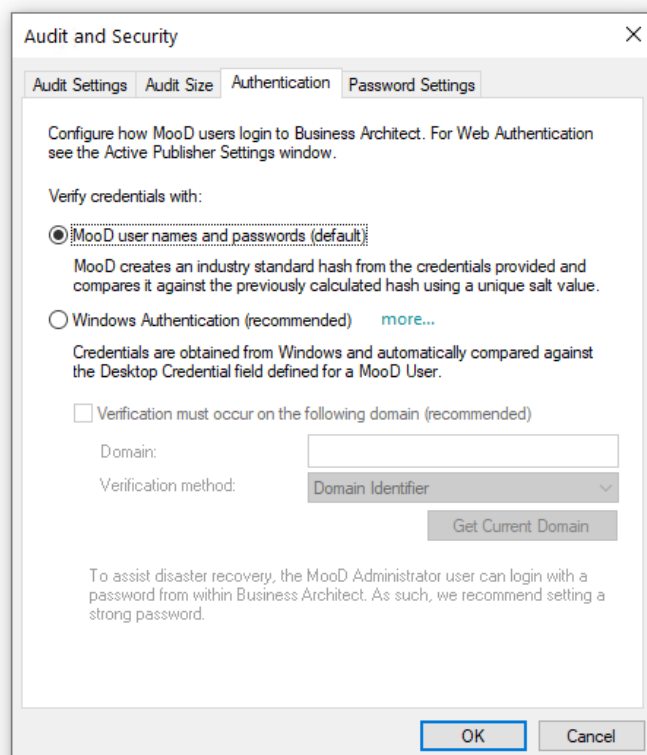 Audit and Security
Audit Settings Audit Size Authentication Password Settings
Configure how MooD users login to Business Architect. For Web Authentication
see the Active Publisher Settings window.
Verify credentials with:
MooD user names and passwords (default)
MooD creates an industry standard hash from the credentials provided and
compares it against the previously calculated hash using a unique salt value.
Windows Authentication (recommended) more...
Credentials are obtained from Windows and automatically compared against
the Desktop Credential field defined for a MooD User.
Verification must occur on the following domain (recommended)
Domain:
Verification method: Domain Identifier
Get Current Domain
To assist disaster recovery, the MooD Administrator user can login with a
password from within Business Architect. As such, we recommend setting a
strong password.
OK Cancel